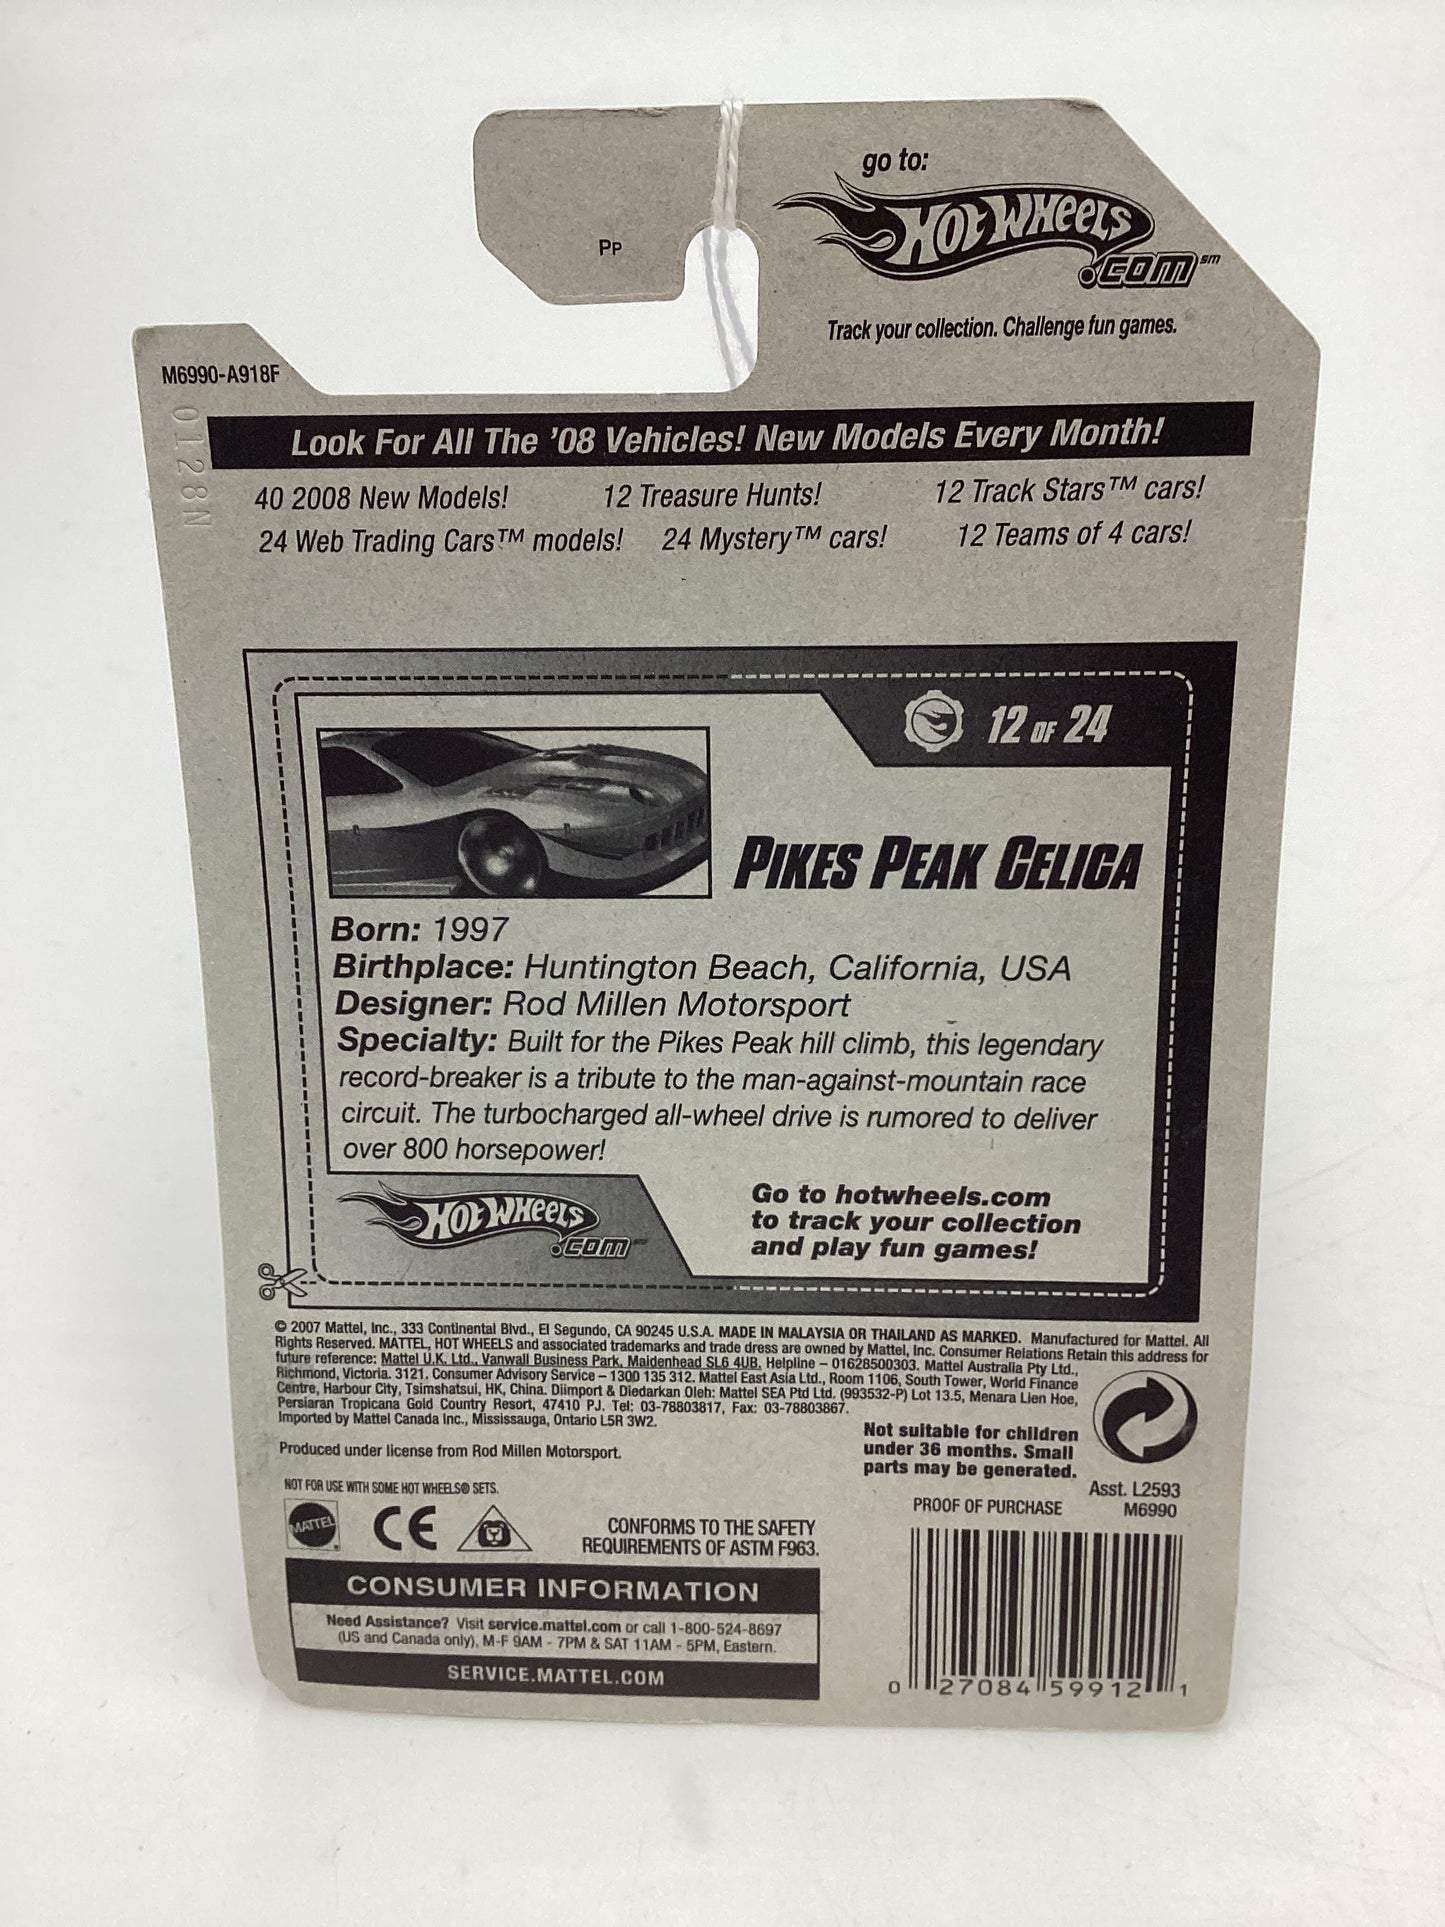 go to:
Hot Wheels
.com℠
Track your collection. Challenge fun games.
PP
M6990-A918F
0128N
Look For All The '08 Vehicles! New Models Every Month!
40 2008 New Models! 12 Treasure Hunts! 12 Track Stars™ cars!
24 Web Trading Cars™ models! 24 Mystery™ cars! 12 Teams of 4 cars!
12 OF 24
PIKES PEAK CELICA
Born: 1997
Birthplace: Huntington Beach, California, USA
Designer: Rod Millen Motorsport
Specialty: Built for the Pikes Peak hill climb, this legendary
record-breaker is a tribute to the man-against-mountain race
circuit. The turbocharged all-wheel drive is rumored to deliver
over 800 horsepower!
Hot Wheels
.com
Go to hotwheels.com
to track your collection
and play fun games!
© 2007 Mattel, Inc., 333 Continental Blvd., El Segundo, CA 90245 U.S.A. MADE IN MALAYSIA OR THAILAND AS MARKED. Manufactured for Mattel. All
Rights Reserved. MATTEL, HOT WHEELS and associated trademarks and trade dress are owned by Mattel, Inc. Consumer Relations Retain this address for
future reference: Mattel U.K. Ltd., Vanwall Business Park, Maidenhead SL6 4UB. Helpline – 01628500303. Mattel Australia Pty Ltd.,
Richmond, Victoria. 3121. Consumer Advisory Service – 1300 135 312. Mattel East Asia Ltd., Room 1106, South Tower, World Finance
Centre, Harbour City, Tsimshatsui, HK, China. Diimport & Diedarkan Oleh: Mattel SEA Ptd Ltd. (993532-P) Lot 13.5, Menara Lien Hoe,
Persiaran Tropicana Gold Country Resort, 47410 PJ. Tel: 03-78803817, Fax: 03-78803867.
Imported by Mattel Canada Inc., Mississauga, Ontario L5R 3W2.
Not suitable for children
under 36 months. Small
parts may be generated.
Produced under license from Rod Millen Motorsport.
Asst. L2593
M6990
PROOF OF PURCHASE
NOT FOR USE WITH SOME HOT WHEELS® SETS.
MATTEL
CE
CONFORMS TO THE SAFETY
REQUIREMENTS OF ASTM F963.
CONSUMER INFORMATION
Need Assistance? Visit service.mattel.com or call 1-800-524-8697
(US and Canada only), M-F 9AM - 7PM & SAT 11AM - 5PM, Eastern.
SERVICE.MATTEL.COM
0 27084 59912 1